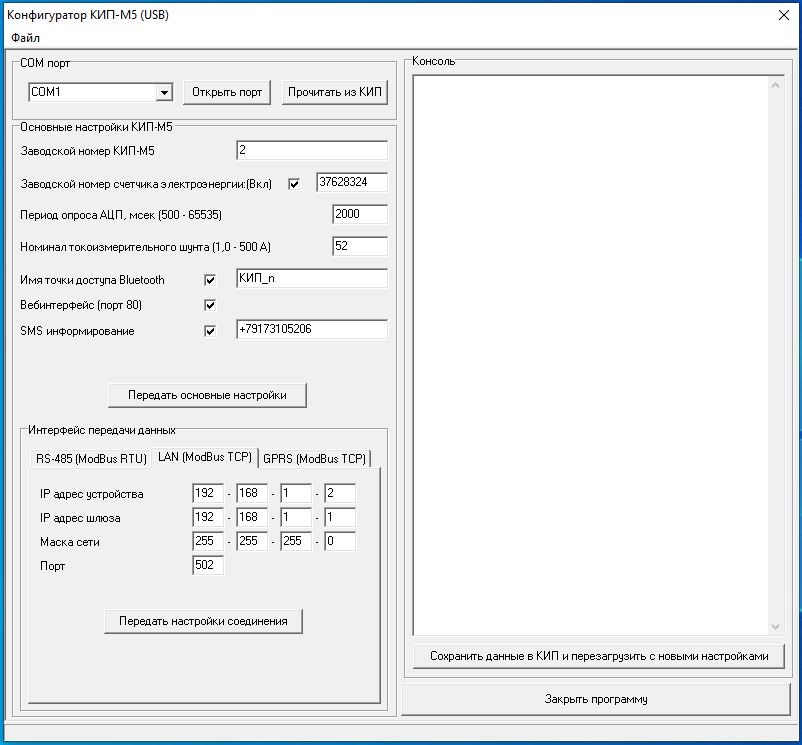 Конфигуратор КИП-М5 (USB)
Файл
COM порт
COM1
Открыть порт
Прочитать из КИП
Основные настройки КИП-М5
Заводской номер КИП-М5
2
Заводской номер счетчика электроэнергии:(Вкл)
37628324
Период опроса АЦП, мсек (500 - 65535)
2000
Номинал токоизмерительного шунта (1,0 - 500 А)
52
Имя точки доступа Bluetooth
КИП_n
Вебинтерфейс (порт 80)
SMS информирование
+79173105206
Передать основные настройки
Интерфейс передачи данных
RS-485 (ModBus RTU)
LAN (ModBus TCP)
GPRS (ModBus TCP)
IP адрес устройства
192 - 168 - 1 - 2
IP адрес шлюза
192 - 168 - 1 - 1
Маска сети
255 - 255 - 255 - 0
Порт
502
Передать настройки соединения
Консоль
Сохранить данные в КИП и перезагрузить с новыми настройками
Закрыть программу